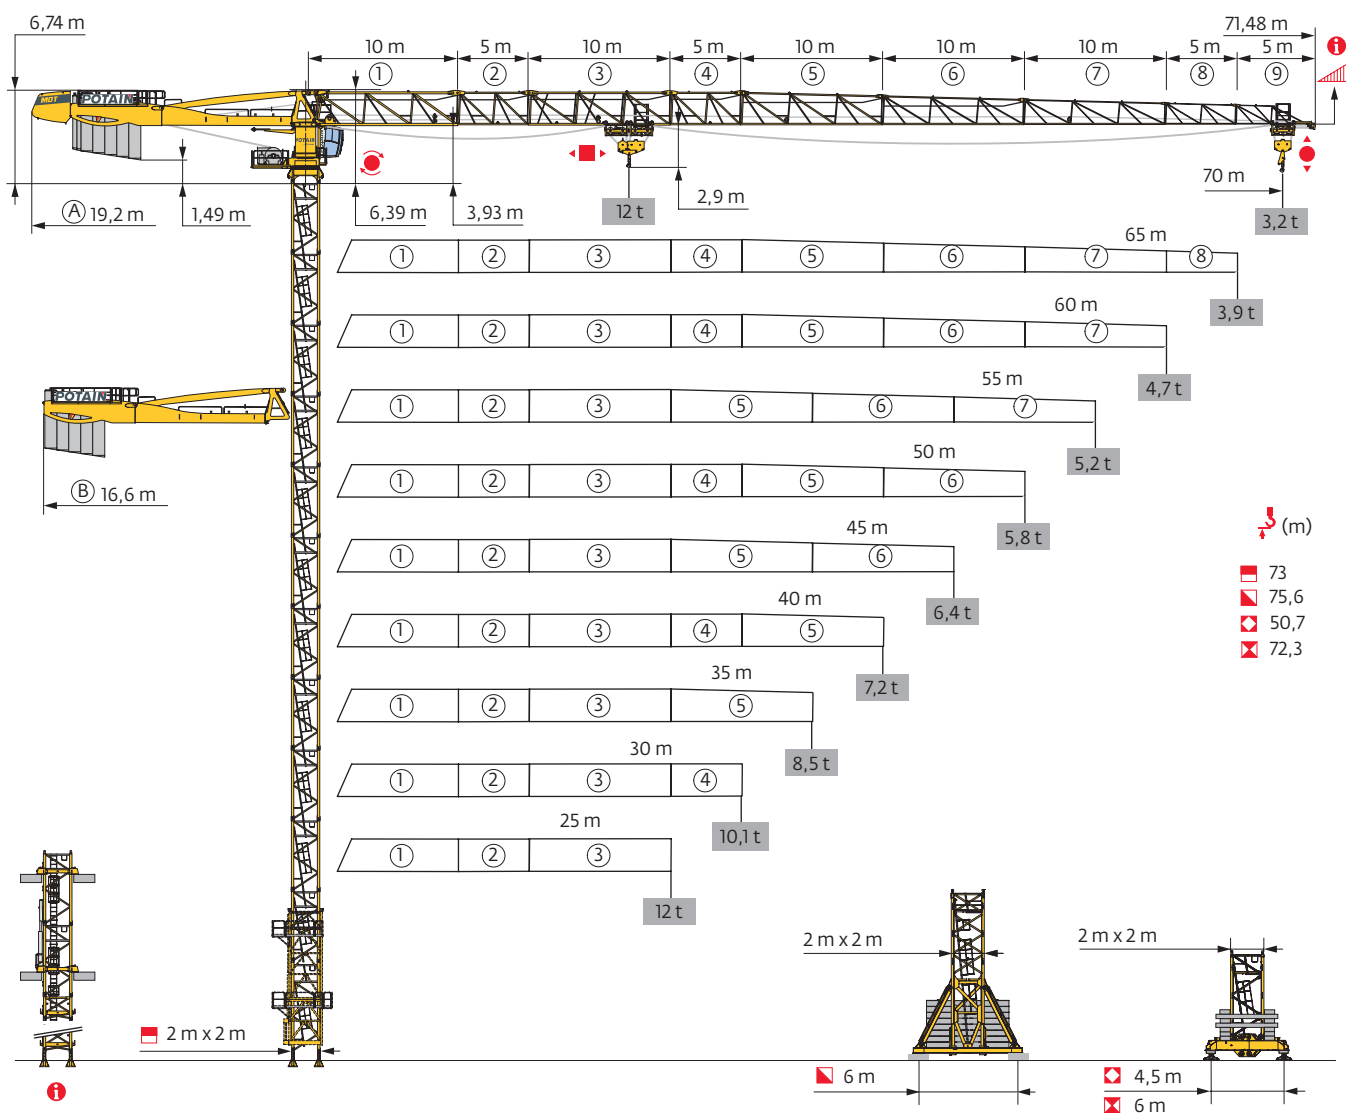 6,74 m
71,48 m
10 m 5 m 10 m 5 m 10 m 10 m 10 m 5 m 5 m
1 2 3 4 5 6 7 8 9
i
MDT POTAIN
POTAIN
A 19,2 m
1,49 m
6,39 m
3,93 m
2,9 m
12 t
70 m
3,2 t
65 m
1 2 3 4 5 6 7 8
3,9 t
60 m
1 2 3 4 5 6 7
4,7 t
55 m
POTAIN
1 2 3 5 6 7
5,2 t
50 m
B 16,6 m
1 2 3 4 5 6
5,8 t
(m)
73
75,6
50,7
72,3
45 m
1 2 3 5 6
6,4 t
40 m
1 2 3 4 5
7,2 t
35 m
1 2 3 5
8,5 t
30 m
1 2 3 4
10,1 t
25 m
1 2 3
12 t
2 m x 2 m
2 m x 2 m
2 m x 2 m
6 m
4,5 m
6 m
i